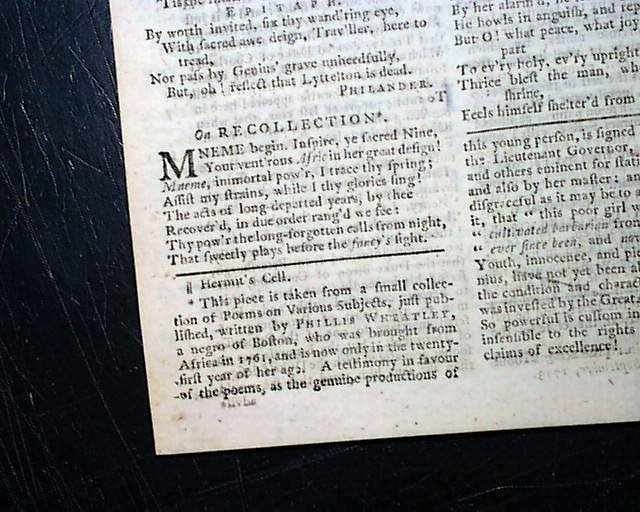 EPITAPH.
By worth invited, fix thy wand'ring eye,
With sacred awe deign, Trav'ller, here to
tread,
Nor pass by Genius' grave unheedfully,
But, oh! reflect that Lyttelton is dead.
PHILANDER.
On RECOLLECTION*.
MNEME begin. Inspire, ye sacred Nine,
Your vent'rous Afric in her great design!
Mneme, immortal pow'r, I trace thy spring;
Assist my strains, while I thy glories sing!
The acts of long departed years, by thee
Recover'd, in due order rang'd we see:
Thy pow'r the long-forgotten calls from night,
That sweetly plays before the fancy's sight.
‖ Hermit's Cell.
* This piece is taken from a small collec-
tion of Poems on Various Subjects, just pub-
lished, written by PHILLIS WHEATLEY,
a negro of Boston, who was brought from
Africa in 1761, and is now only in the twenty-
first year of her age. A testimony in favour
of the poems, as the genuine productions of
By her alarm'd, he
He howls in anguish, and
But O! what peace, what joy
part
To ev'ry holy, ev'ry upright
Thrice blest the man, who
shrine,
Feels himself shelter'd from
this young person, is signed
the Lieutenant Governor,
and others eminent for
and also by her master: and
disgraceful as it may be to
it, that "this poor girl w
"cultivated barbarian from
"ever since been, and now
Youth, innocence, and
nius, have not yet been
the condition and charac
was invested by the Great
So powerful is custom in
insensible to the rights
claims of excellence!